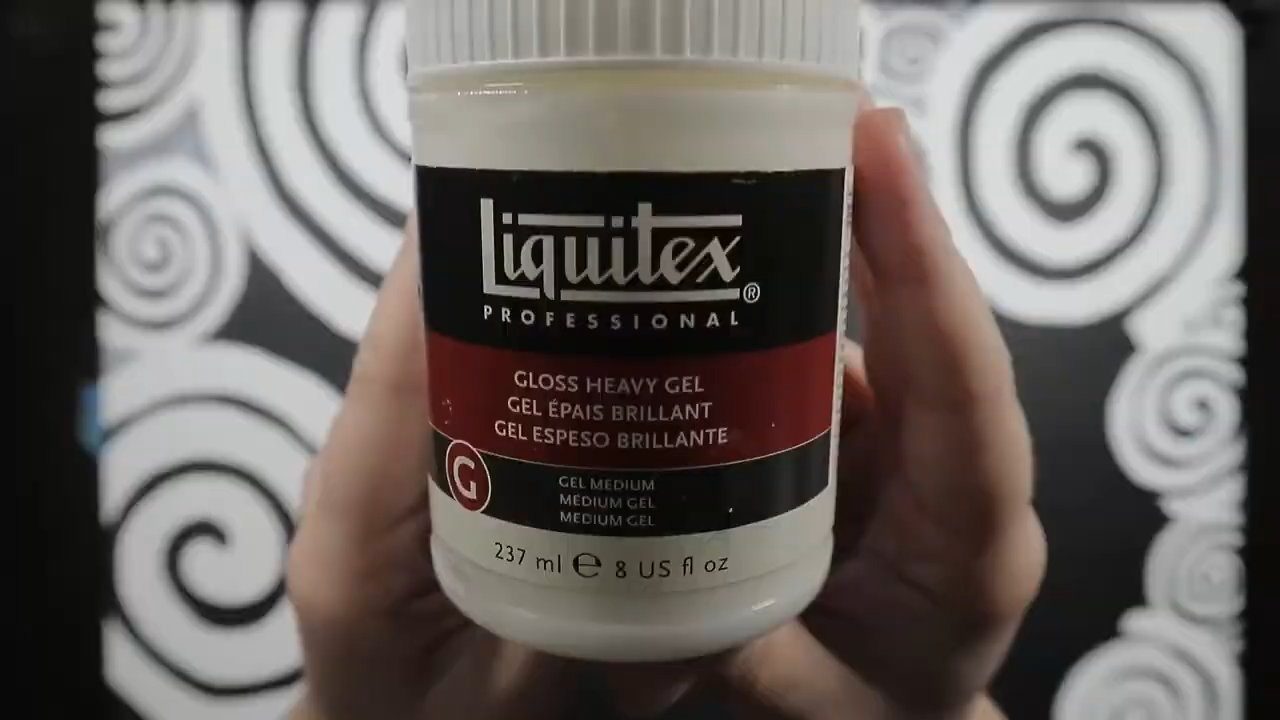 Liquitex®
PROFESSIONAL
GLOSS HEAVY GEL
GEL ÉPAIS BRILLANT
GEL ESPESO BRILLANTE
G
GEL MEDIUM
MÉDIUM GEL
MEDIUM GEL
237 ml ℮ 8 US fl oz